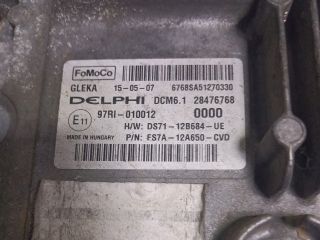 FoMoCo
GLEKA 15-05-07 6768SA51270330
DELPHI DCM6.1 28476768
E11 97RI-010012 0000
H/W: DS71-12B684-UE
MADE IN HUNGARY P/N: FS7A-12A650-CVD